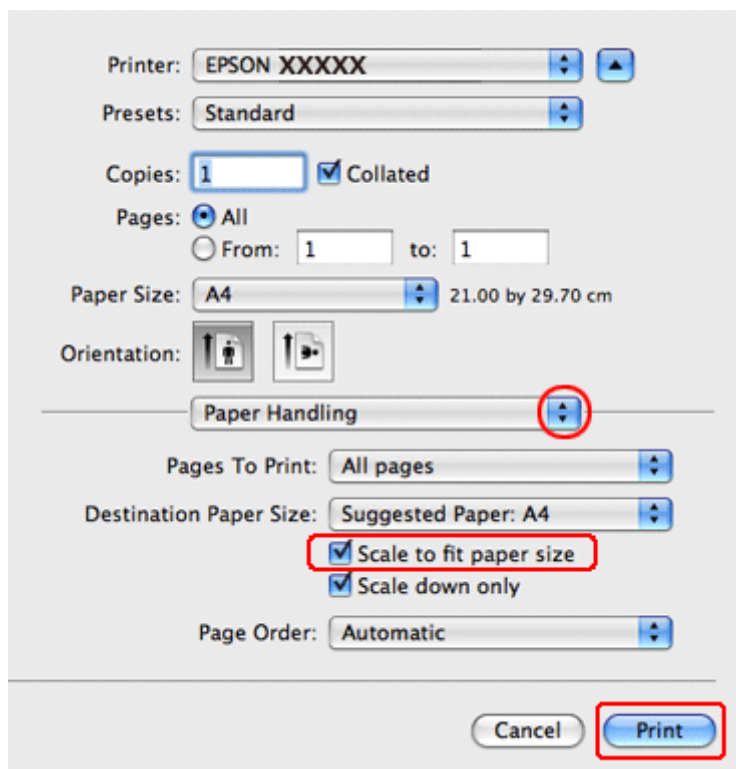 Printer: EPSON XXXXX
Presets: Standard
Copies: 1 Collated
Pages: All
From: 1 to: 1
Paper Size: A4 21.00 by 29.70 cm
Orientation:
Paper Handling
Pages To Print: All pages
Destination Paper Size: Suggested Paper: A4
Scale to fit paper size
Scale down only
Page Order: Automatic
Cancel Print